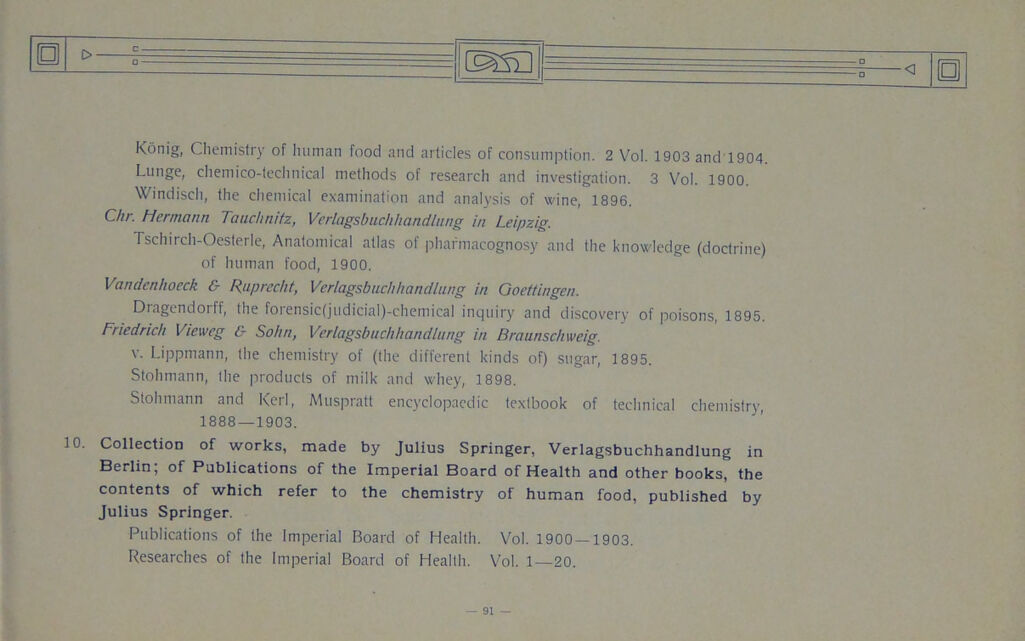 König, Chemistry of human food and articles of consumption. 2 Vol. 1903 and 1904.
Lunge, chemico-technical methods of research and investigation. 3 Vol. 1900.
Windisch, the chemical examination and analysis of wine, 1896.
Chr. Hermann Tauchnitz, Verlagsbuchhandlung in Leipzig.
Tschirch-Oesterle, Anatomical atlas of pharmacognosy and the knowledge (doctrine)
of human food, 1900.
Vandenhoeck & Ruprecht, Verlagsbuchhandlung in Goettingen.
Dragendorff, the forensic(judicial)-chemical inquiry and discovery of poisons, 1895.
Friedrich Vieweg & Sohn, Verlagsbuchhandlung in Braunschweig.
v. Lippmann, the chemistry of (the different kinds of) sugar, 1895.
Stohmann, the products of milk and whey, 1898.
Stohmann and Kerl, Muspratt encyclopaedic textbook of technical chemistry,
1888—1903.
10. Collection of works, made by Julius Springer, Verlagsbuchhandlung in
Berlin; of Publications of the Imperial Board of Health and other books, the
contents of which refer to the chemistry of human food, published by
Julius Springer.
Publications of the Imperial Board of Health. Vol. 1900—1903.
Researches of the Imperial Board of Health. Vol. 1—20.
— 91 —